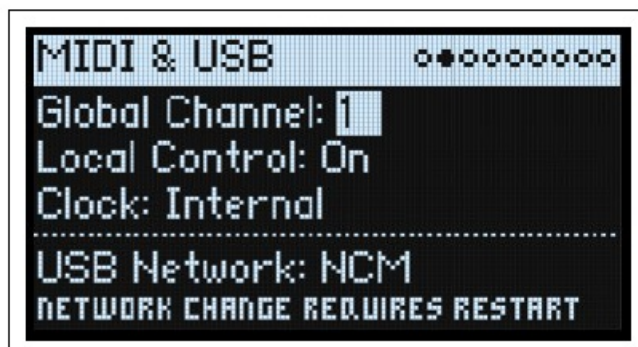 MIDI & USB
Global Channel: 1
Local Control: On
Clock: Internal
USB Network: NCM
NETWORK CHANGE REQUIRES RESTART